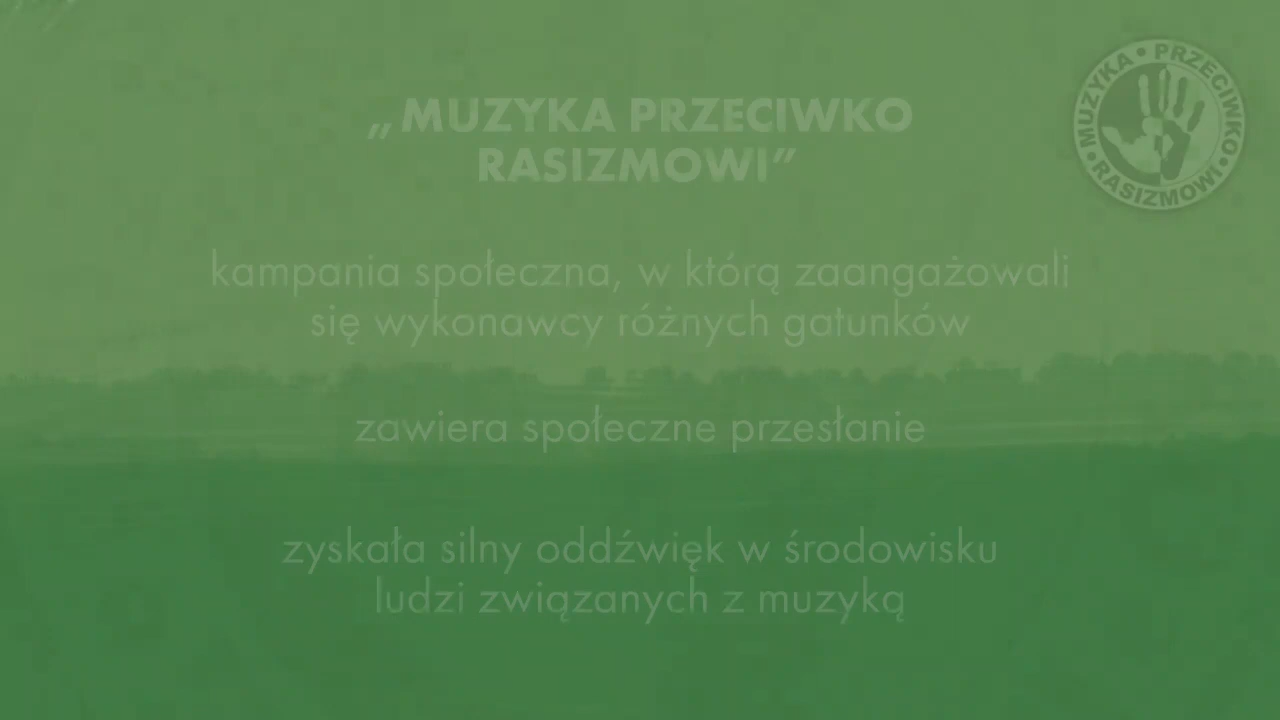 „MUZYKA PRZECIWKO
RASIZMOWI”
MUZYKA • PRZECIWKO • RASIZMOWI •
kampania społeczna, w którą zaangażowali
się wykonawcy różnych gatunków
zawiera społeczne przesłanie
zyskała silny oddźwięk w środowisku
ludzi związanych z muzyką